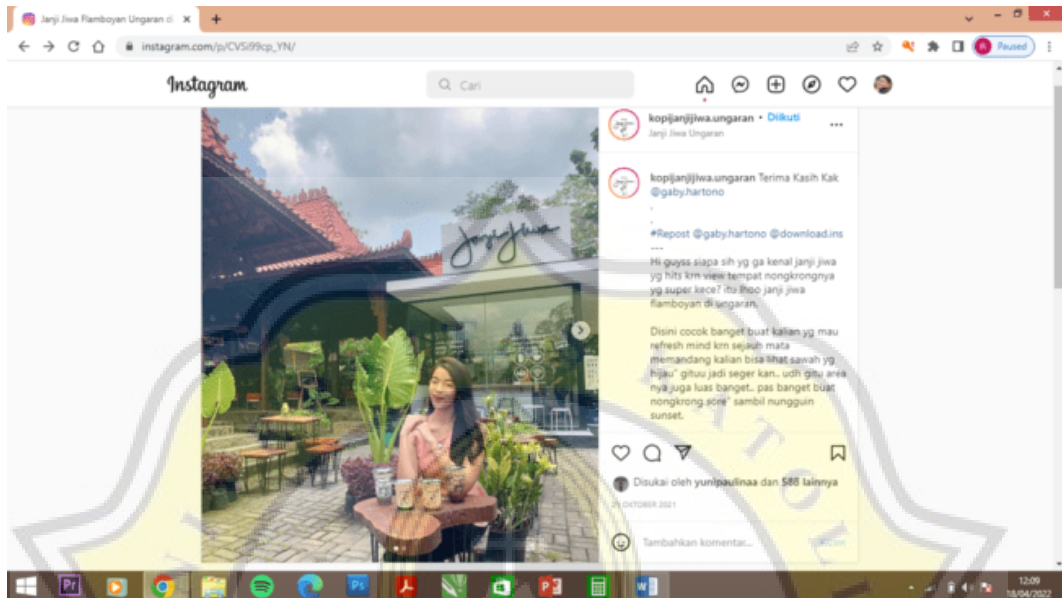 Janji Jiwa Flamboyan Ungaran di
instagram.com/p/CVSi99cp_YN/
Paused
Instagram
Cari
kopijanjijiwa.ungaran • Diikuti
Janji Jiwa Ungaran
kopijanjijiwa.ungaran Terima Kasih Kak
@gaby.hartono
.
.
#Repost @gaby.hartono @download.ins
---
Hi guyss siapa sih yg ga kenal janji jiwa
yg hits krn view tempat nongkrongnya
yg super kece? itu lhoo janji jiwa
flamboyan di ungaran.
Disini cocok banget buat kalian yg mau
refresh mind krn sejauh mata
memandang kalian bisa lihat sawah yg
hijau" gituu jadi seger kan.. udh gitu area
nya juga luas banget.. pas banget buat
nongkrong sore" sambil nungguin
sunset.
Disukai oleh yunipaulinaa dan 588 lainnya
OKTOBER 2021
Tambahkan komentar...
Janji Jiwa
12:09
18/04/2022